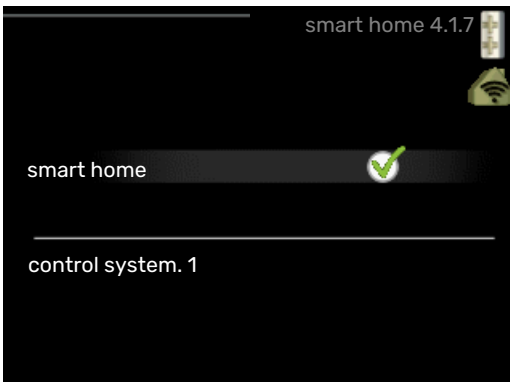 smart home 4.1.7
smart home
control system. 1